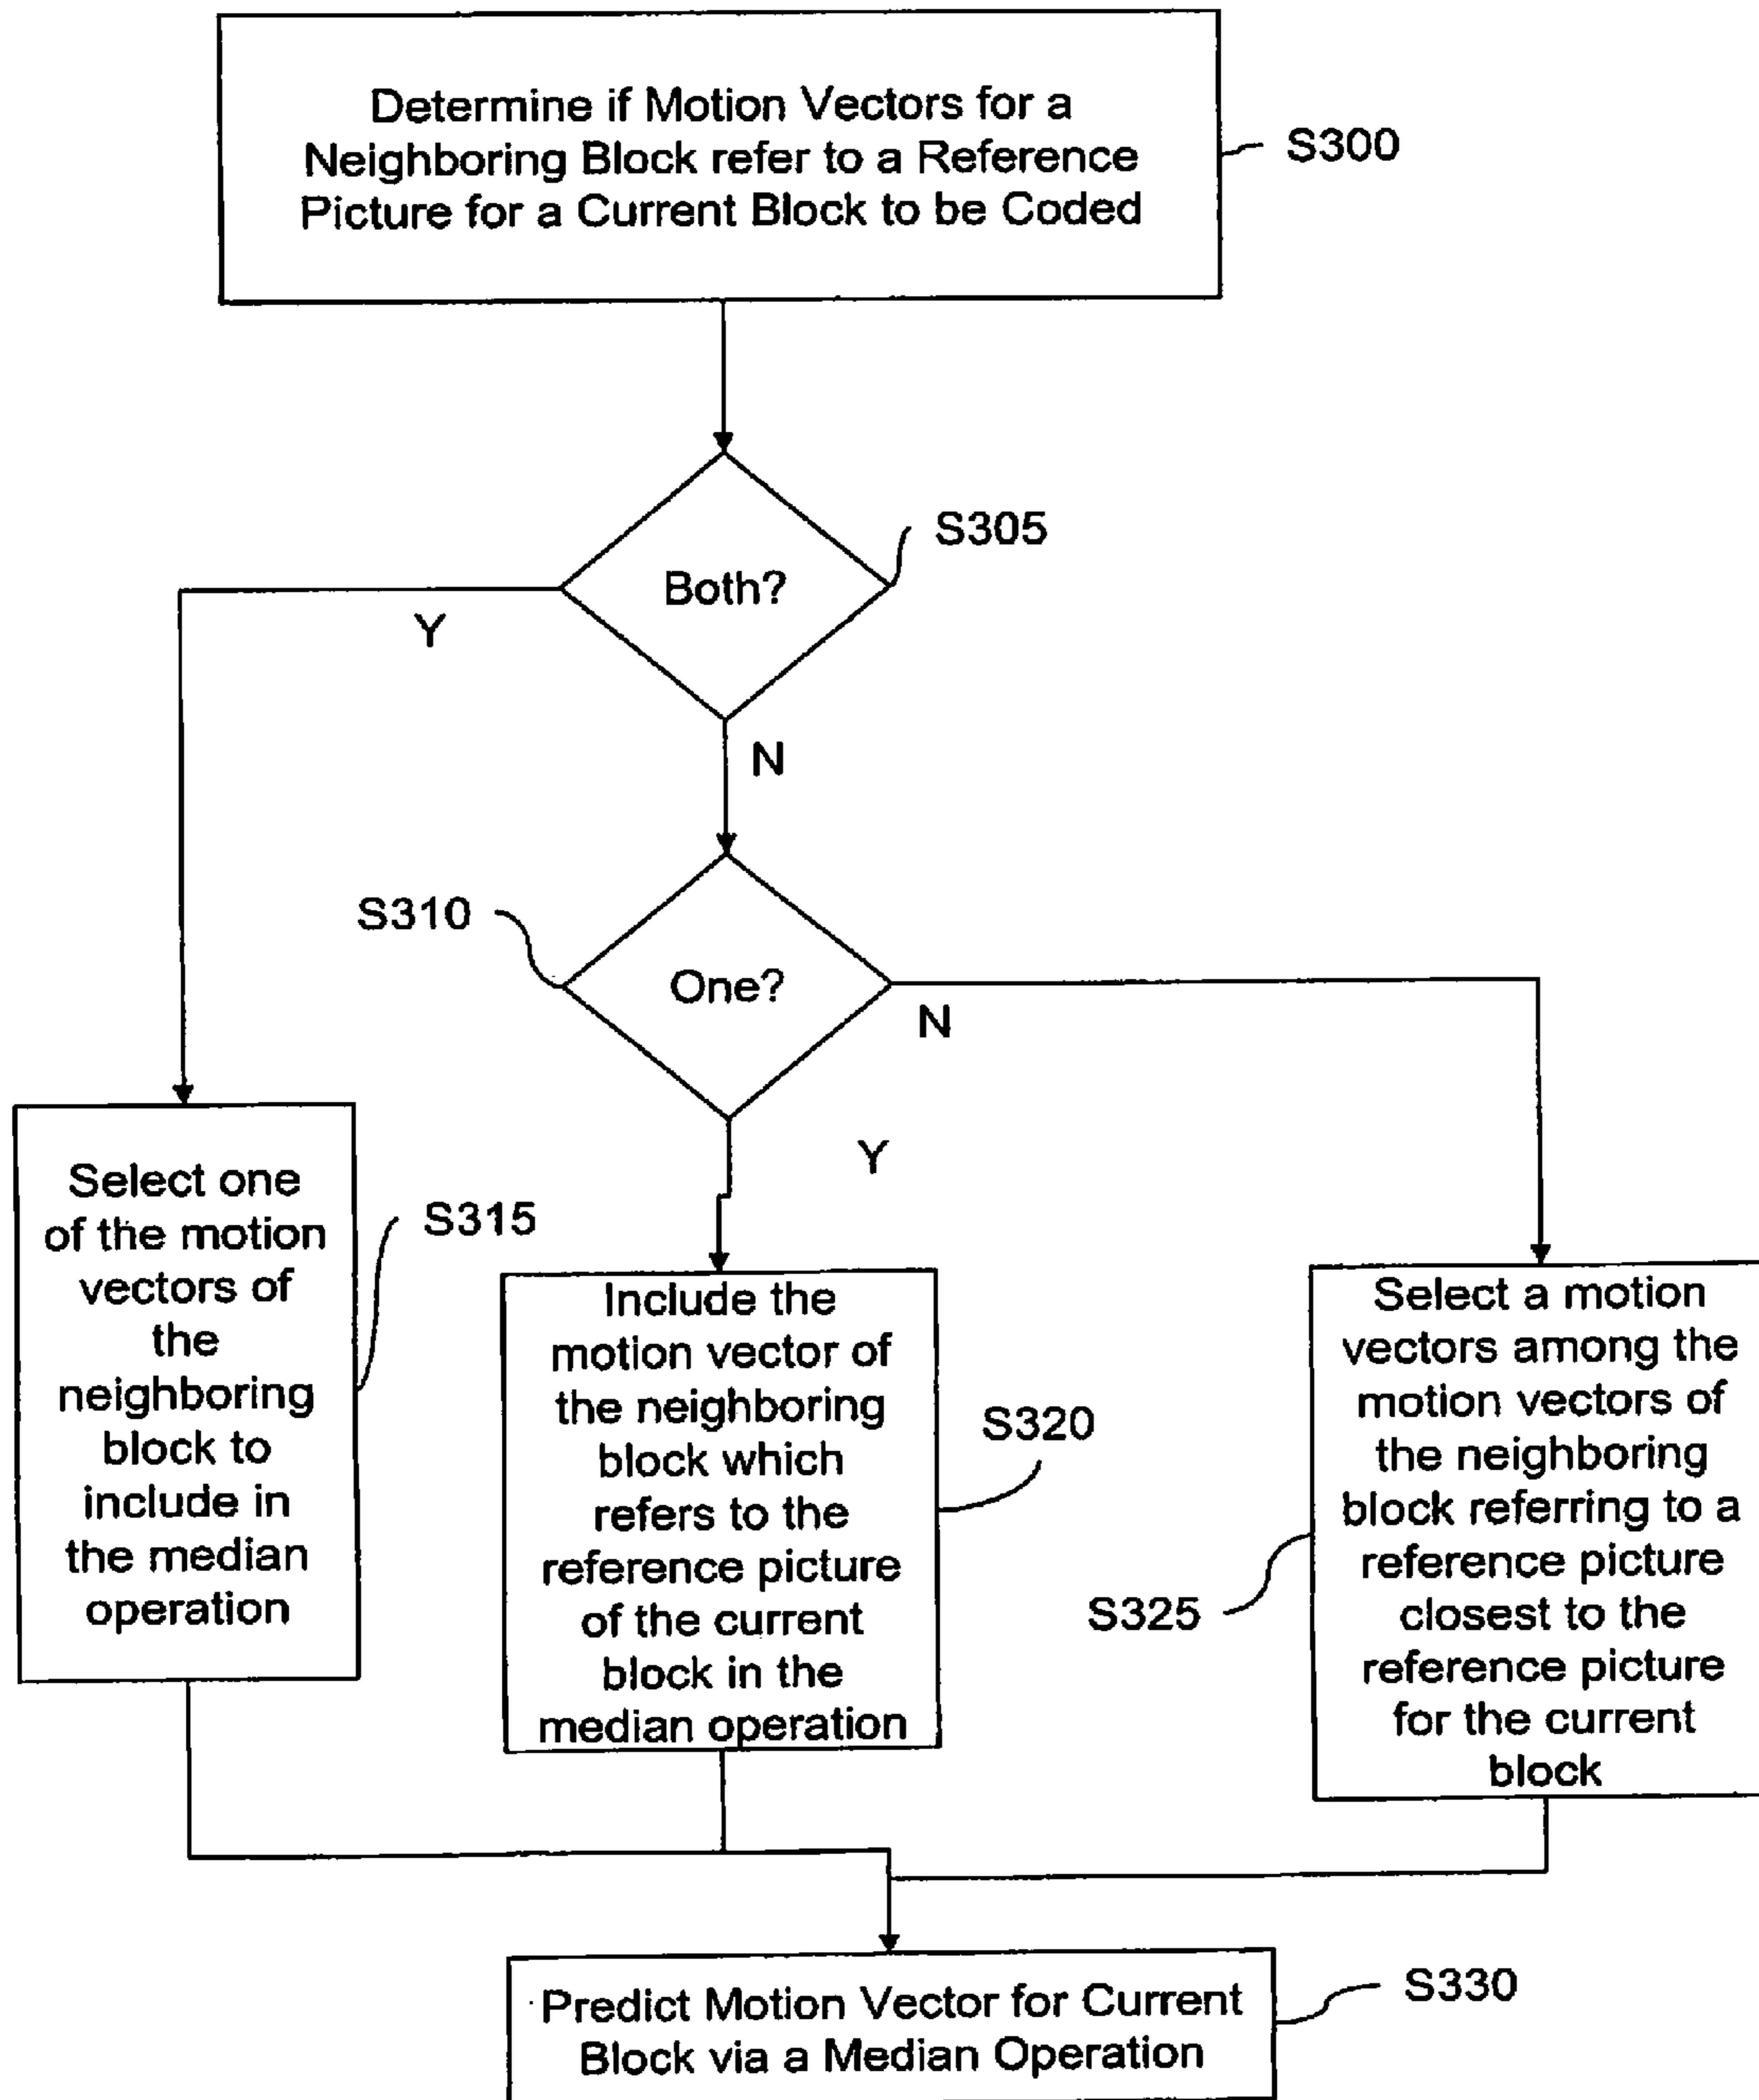 Determine if Motion Vectors for a
Neighboring Block refer to a Reference
Picture for a Current Block to be Coded
S300
Both?
S305
Y
N
One?
S310
N
Y
Select one
of the motion
vectors of
the
neighboring
block to
include in
the median
operation
S315
Include the
motion vector of
the neighboring
block which
refers to the
reference picture
of the current
block in the
median operation
S320
Select a motion
vectors among the
motion vectors of
the neighboring
block referring to a
reference picture
closest to the
reference picture
for the current
block
S325
Predict Motion Vector for Current
Block via a Median Operation
S330